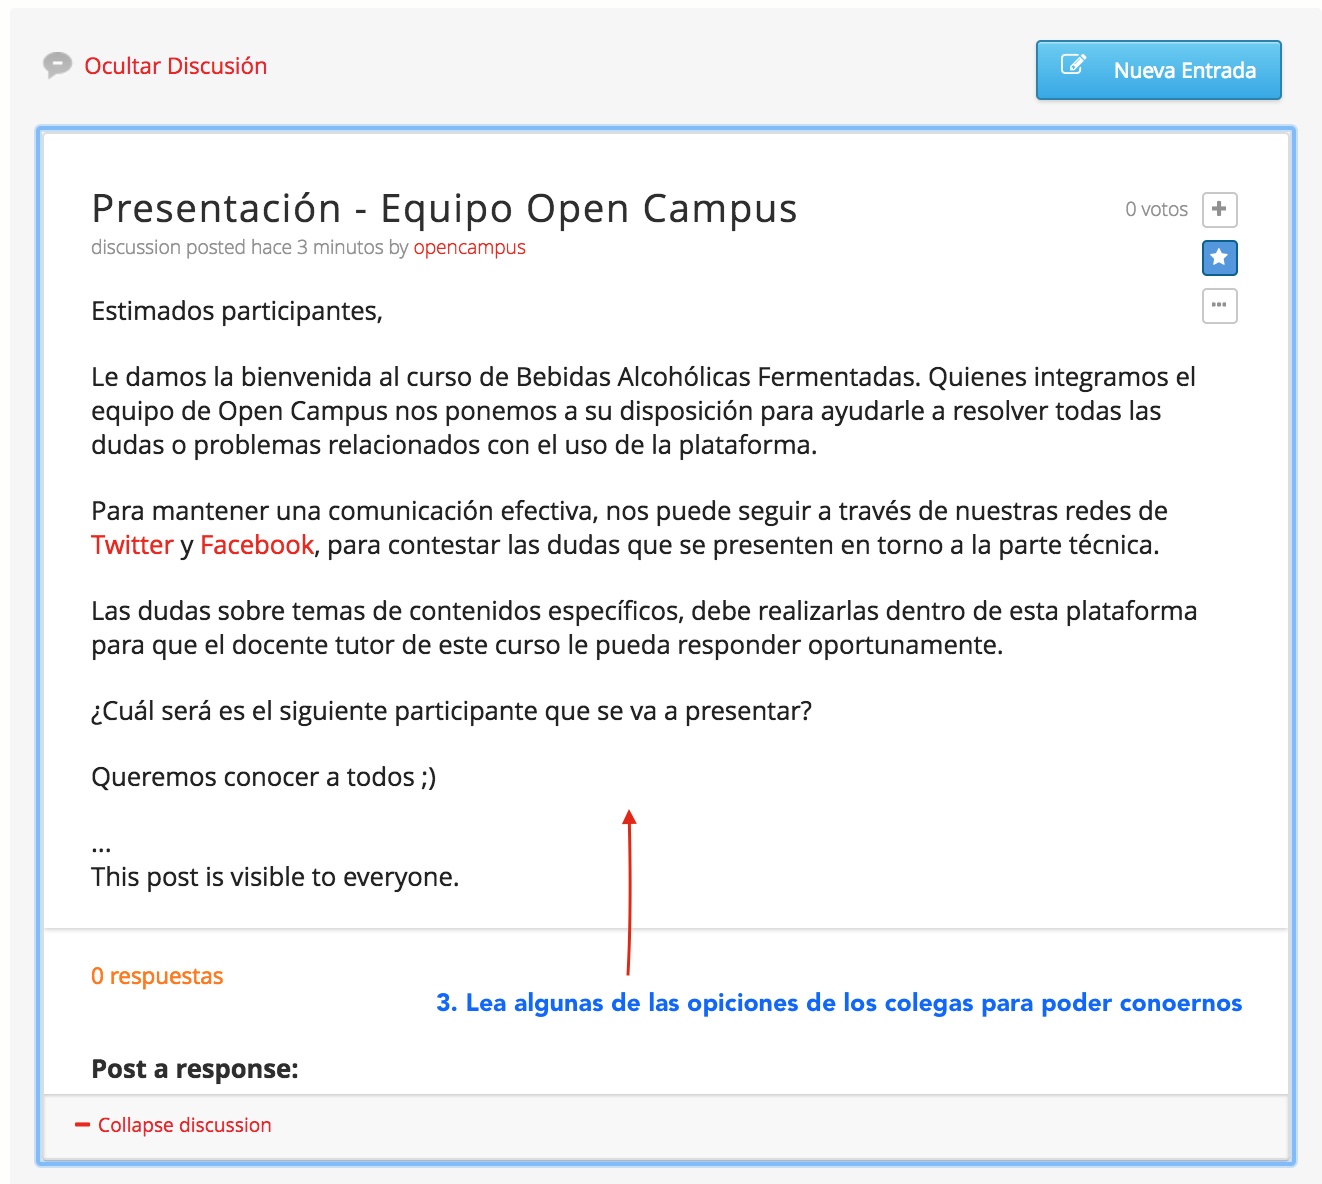 Ocultar Discusión
Nueva Entrada
Presentación - Equipo Open Campus
0 votos
discussion posted hace 3 minutos by opencampus
Estimados participantes,
Le damos la bienvenida al curso de Bebidas Alcohólicas Fermentadas. Quienes integramos el
equipo de Open Campus nos ponemos a su disposición para ayudarle a resolver todas las
dudas o problemas relacionados con el uso de la plataforma.
Para mantener una comunicación efectiva, nos puede seguir a través de nuestras redes de
Twitter y Facebook, para contestar las dudas que se presenten en torno a la parte técnica.
Las dudas sobre temas de contenidos específicos, debe realizarlas dentro de esta plataforma
para que el docente tutor de este curso le pueda responder oportunamente.
¿Cuál será es el siguiente participante que se va a presentar?
Queremos conocer a todos ;)
...
This post is visible to everyone.
0 respuestas
3. Lea algunas de las opiciones de los colegas para poder conoernos
Post a response:
Collapse discussion